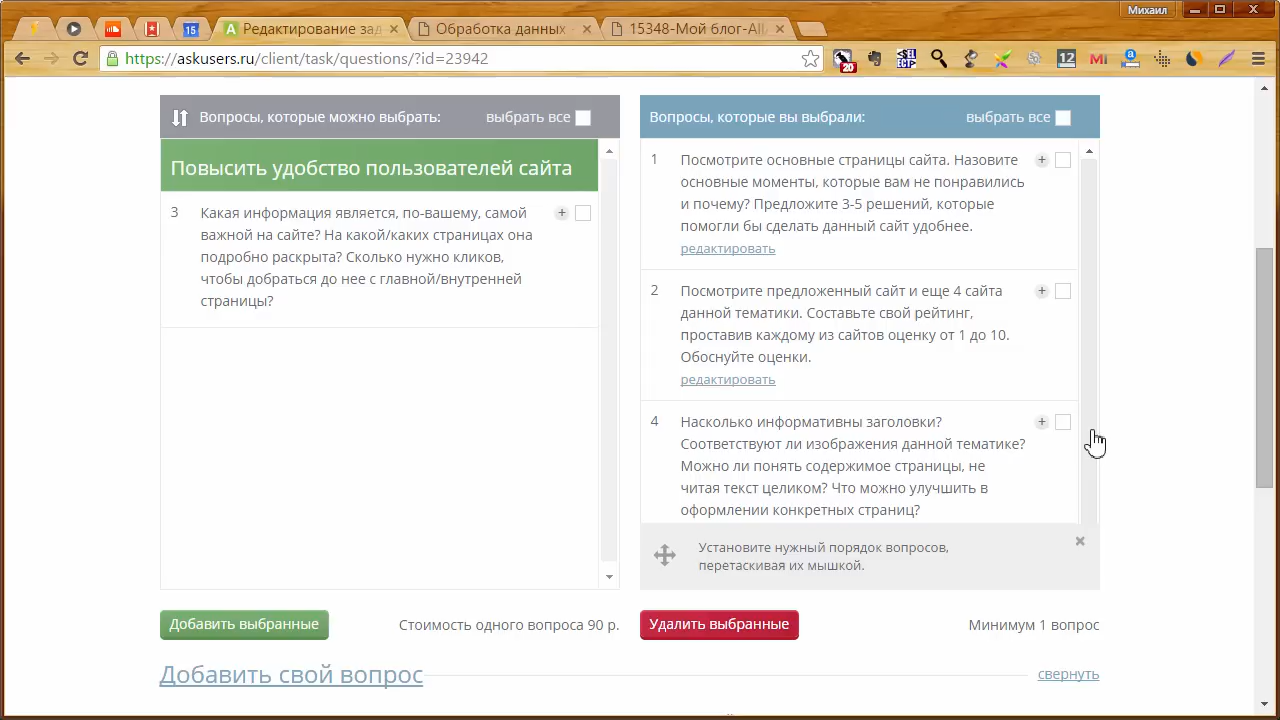 Михаил
15
Редактирование зад
Обработка данных -
15348-Мой блог-All
https://askusers.ru/client/task/questions/?id=23942
20
SEL
12
Mi
a
Вопросы, которые можно выбрать:
выбрать все
Повысить удобство пользователей сайта
3
Какая информация является, по-вашему, самой
важной на сайте? На какой/каких страницах она
подробно раскрыта? Сколько нужно кликов,
чтобы добраться до нее с главной/внутренней
страницы?
Вопросы, которые вы выбрали:
выбрать все
1
Посмотрите основные страницы сайта. Назовите
основные моменты, которые вам не понравились
и почему? Предложите 3-5 решений, которые
помогли бы сделать данный сайт удобнее.
редактировать
2
Посмотрите предложенный сайт и еще 4 сайта
данной тематики. Составьте свой рейтинг,
проставив каждому из сайтов оценку от 1 до 10.
Обоснуйте оценки.
редактировать
4
Насколько информативны заголовки?
Соответствуют ли изображения данной тематике?
Можно ли понять содержимое страницы, не
читая текст целиком? Что можно улучшить в
оформлении конкретных страниц?
Установите нужный порядок вопросов,
перетаскивая их мышкой.
Добавить выбранные
Стоимость одного вопроса 90 р.
Удалить выбранные
Минимум 1 вопрос
Добавить свой вопрос
свернуть